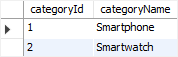 categoryId categoryName
1 Smartphone
2 Smartwatch